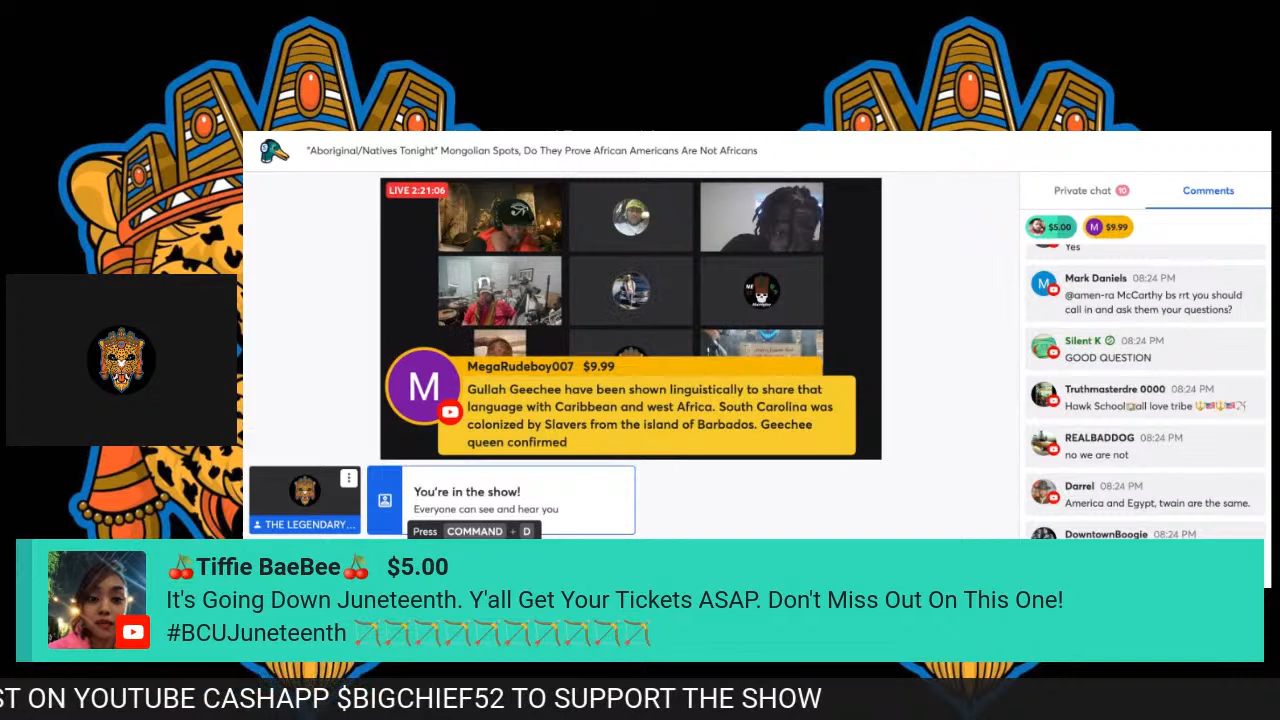 "Aboriginal/Natives Tonight" Mongolian Spots, Do They Prove African Americans Are Not Africans
LIVE 2:21:06
M
MegaRudeboy007 $9.99
Gullah Geechee have been shown linguistically to share that
language with Caribbean and west Africa. South Carolina was
colonized by Slavers from the island of Barbados. Geechee
queen confirmed
THE LEGENDARY...
You're in the show!
Everyone can see and hear you
Press COMMAND + D
Private chat 10
Comments
$5.00
M $9.99
Yes
M
Mark Daniels 08:24 PM
@amen-ra McCarthy bs rrt you should
call in and ask them your questions?
Silent K 08:24 PM
GOOD QUESTION
Truthmasterdre 0000 08:24 PM
Hawk School🏫all love tribe 🔱🇺🇸🔱🇺🇸🏹
REALBADDOG 08:24 PM
no we are not
Darrel 08:24 PM
America and Egypt, twain are the same.
DowntownBoogie 08:24 PM
🍒Tiffie BaeBee🍒 $5.00
It's Going Down Juneteenth. Y'all Get Your Tickets ASAP. Don't Miss Out On This One!
#BCUJuneteenth 🏹🏹🏹🏹🏹🏹🏹🏹🏹🏹
ST ON YOUTUBE CASHAPP $BIGCHIEF52 TO SUPPORT THE SHOW